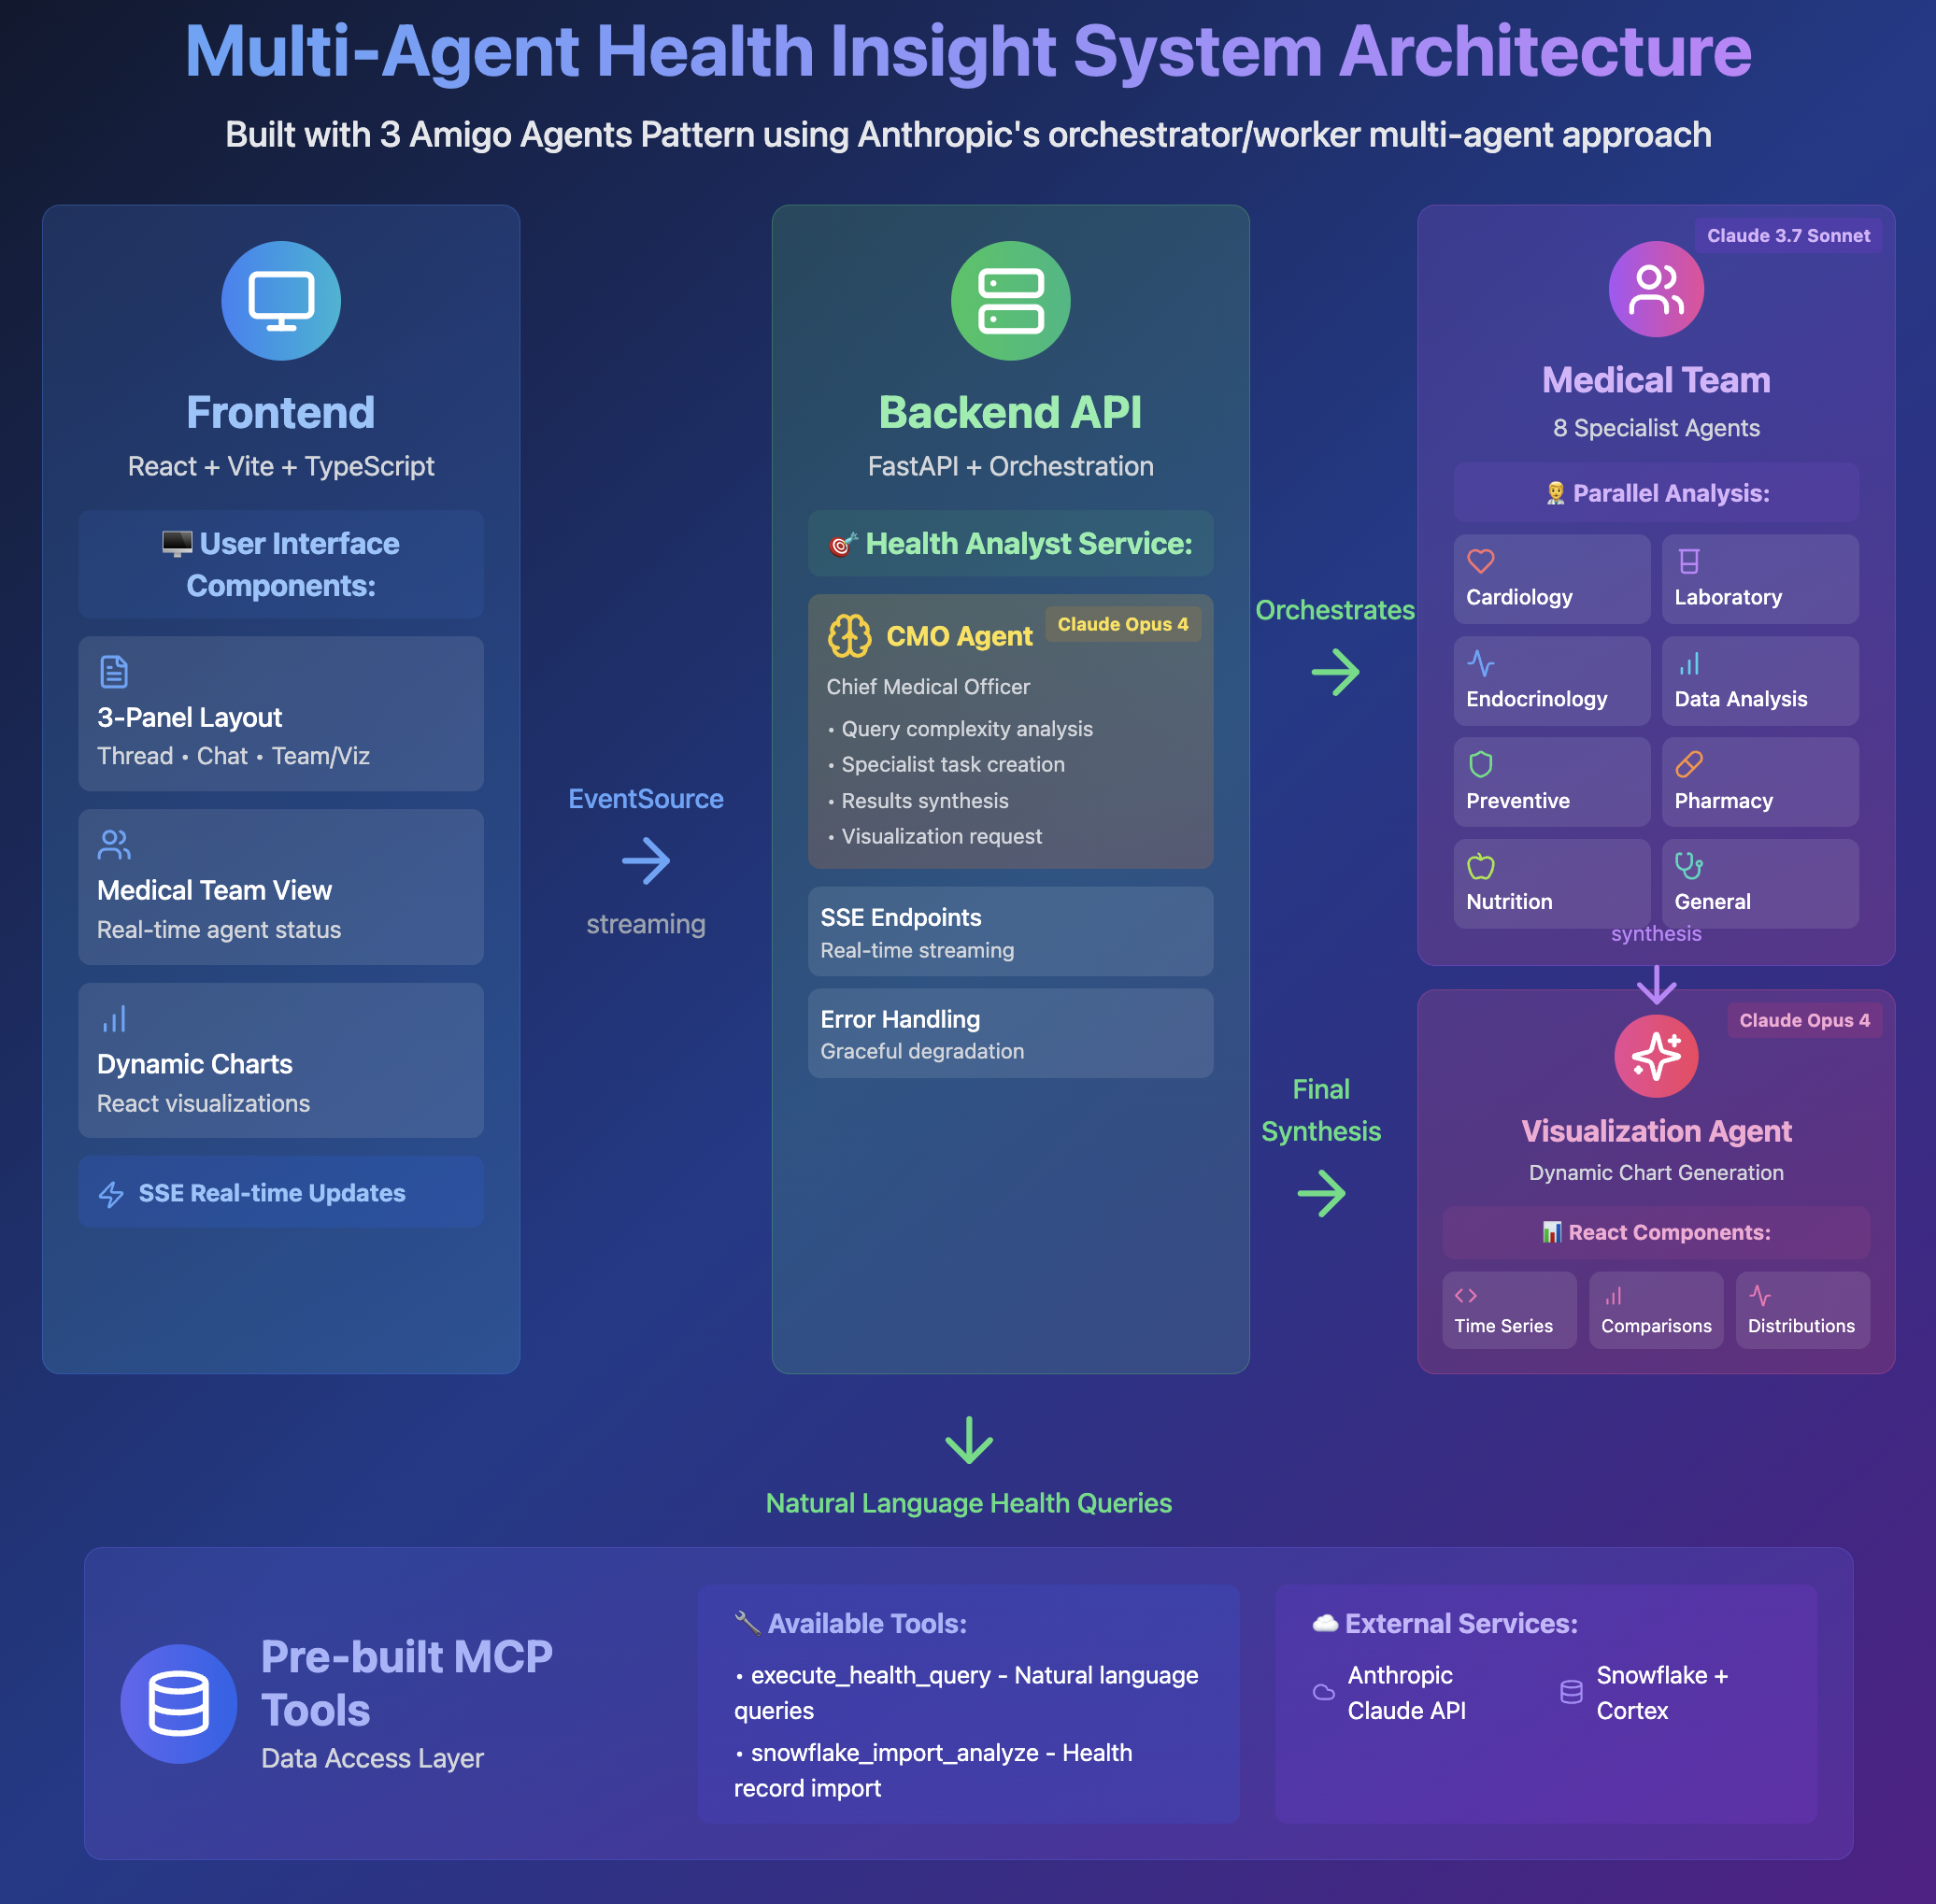 Multi-Agent Health Insight System Architecture
Built with 3 Amigo Agents Pattern using Anthropic's orchestrator/worker multi-agent approach
Frontend
React + Vite + TypeScript
🖥️ User Interface
Components:
3-Panel Layout
Thread • Chat • Team/Viz
Medical Team View
Real-time agent status
Dynamic Charts
React visualizations
SSE Real-time Updates
EventSource
streaming
Backend API
FastAPI + Orchestration
🎯 Health Analyst Service:
CMO Agent
Claude Opus 4
Chief Medical Officer
• Query complexity analysis
• Specialist task creation
• Results synthesis
• Visualization request
SSE Endpoints
Real-time streaming
Error Handling
Graceful degradation
Orchestrates
Final
Synthesis
Claude 3.7 Sonnet
Medical Team
8 Specialist Agents
👨‍⚕️ Parallel Analysis:
Cardiology
Laboratory
Endocrinology
Data Analysis
Preventive
Pharmacy
Nutrition
General
synthesis
Claude Opus 4
Visualization Agent
Dynamic Chart Generation
📊 React Components:
Time Series
Comparisons
Distributions
Natural Language Health Queries
Pre-built MCP
Tools
Data Access Layer
🔧 Available Tools:
• execute_health_query - Natural language
queries
• snowflake_import_analyze - Health
record import
☁️ External Services:
Anthropic
Claude API
Snowflake +
Cortex